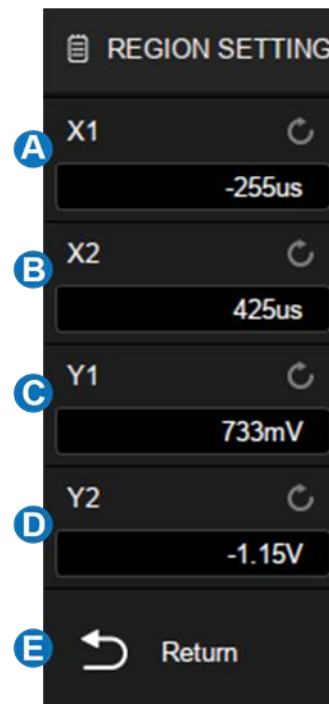 REGION SETTING
A X1
-255us
B X2
425us
C Y1
733mV
D Y2
-1.15V
E Return